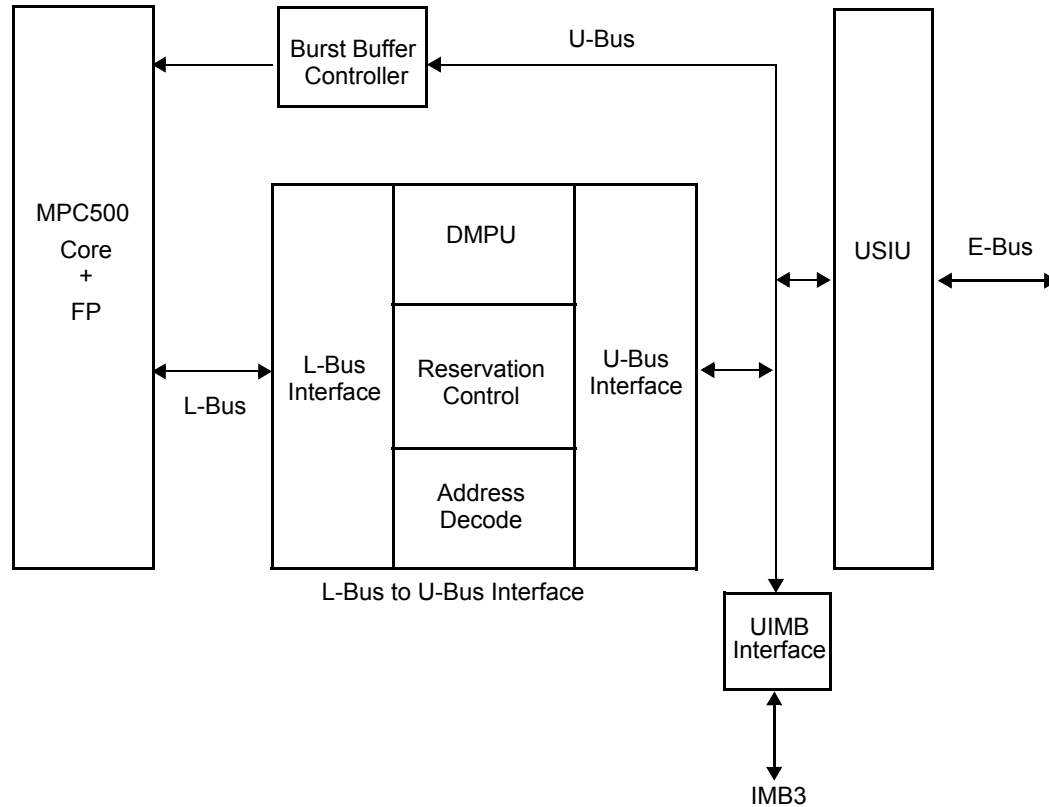 Burst Buffer
Controller
U-Bus
MPC500
Core
+
FP
DMPU
USIU
E-Bus
L-Bus
Interface
Reservation
Control
U-Bus
Interface
L-Bus
Address
Decode
L-Bus to U-Bus Interface
UIMB
Interface
IMB3